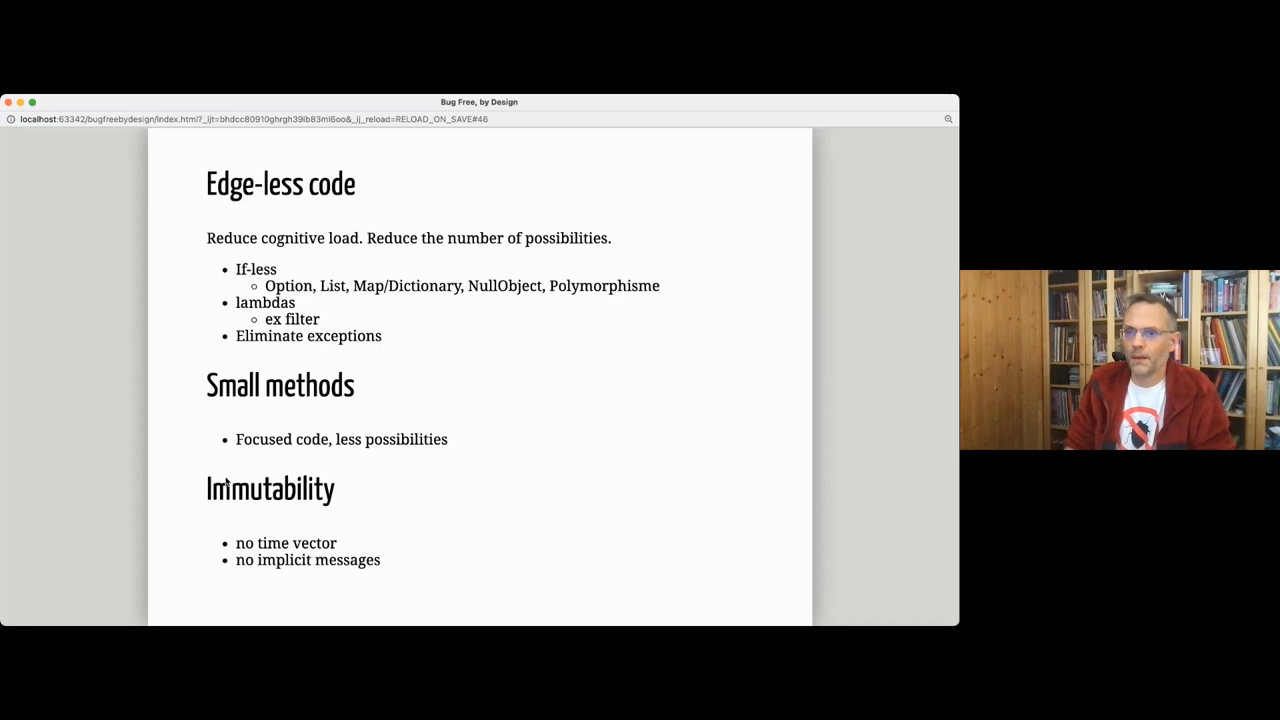 Bug Free, by Design
localhost:63342/bugfreebydesign/index.html?_ijt=bhdcc80910ghrgh39ib83ml6oo&_ij_reload=RELOAD_ON_SAVE#46
Edge-less code
Reduce cognitive load. Reduce the number of possibilities.
If-less
Option, List, Map/Dictionary, NullObject, Polymorphisme
lambdas
ex filter
Eliminate exceptions
Small methods
Focused code, less possibilities
Immutability
no time vector
no implicit messages